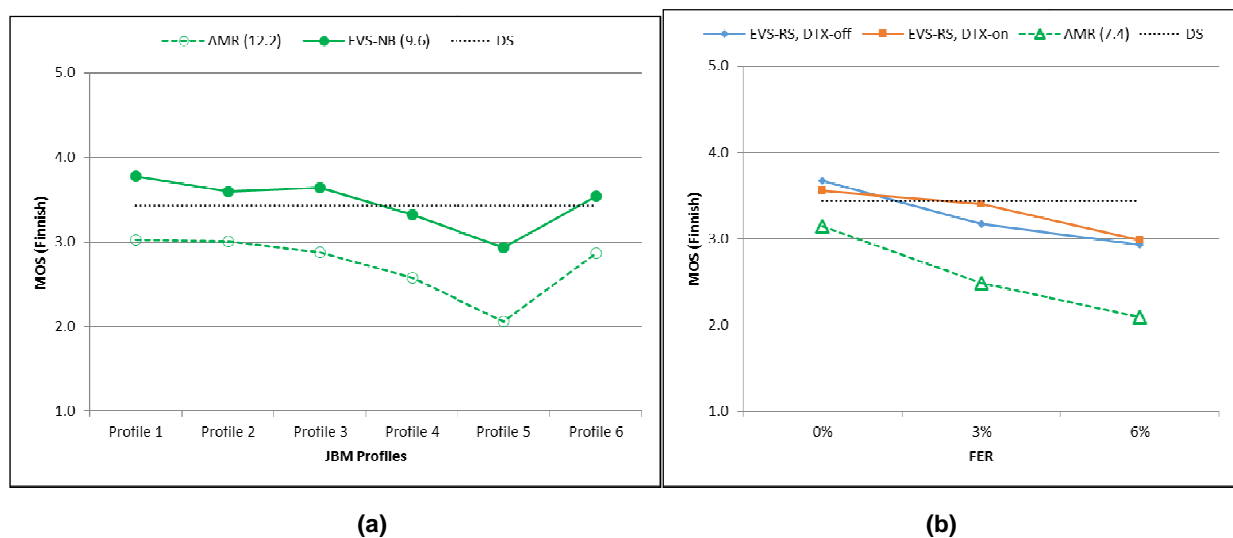 AMR (12.2) EVS-NB (9.6) DS
5.0
4.0
3.0
2.0
1.0
MOS (Finnish)
Profile 1 Profile 2 Profile 3 Profile 4 Profile 5 Profile 6
JBM Profiles
(a)
EVS-RS, DTX-off EVS-RS, DTX-on AMR (7.4) DS
5.0
4.0
3.0
2.0
1.0
MOS (Finnish)
0% 3% 6%
FER
(b)